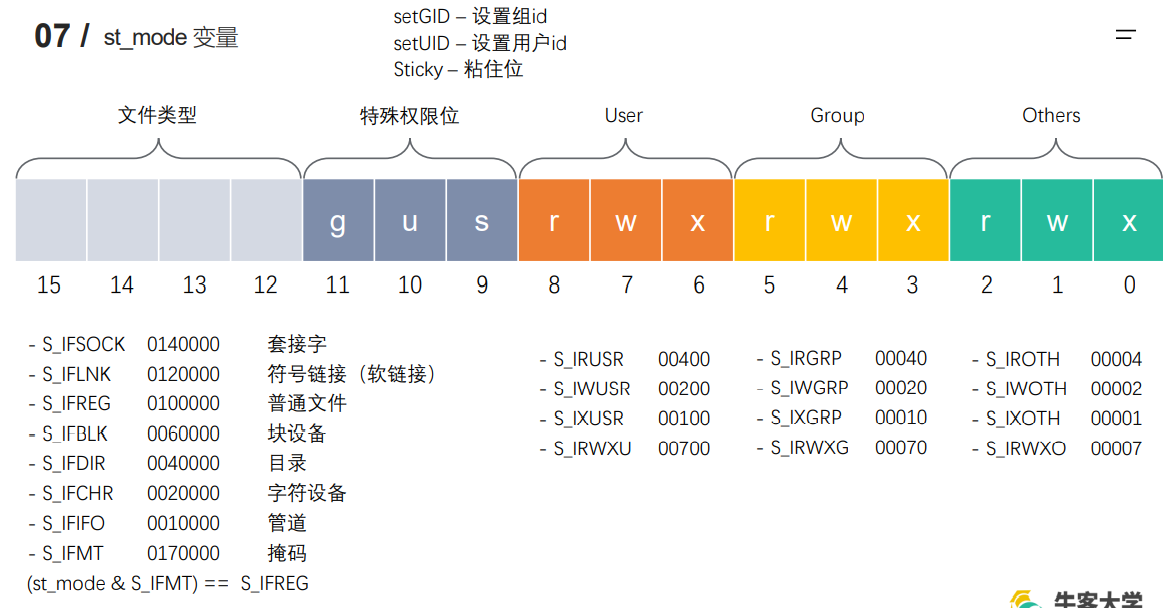 07 / st_mode 变量
setGID – 设置组id
setUID – 设置用户id
Sticky – 粘住位
文件类型 特殊权限位 User Group Others
g u s r w x r w x r w x
15 14 13 12 11 10 9 8 7 6 5 4 3 2 1 0
- S_IFSOCK 0140000 套接字
- S_IFLNK 0120000 符号链接（软链接）
- S_IFREG 0100000 普通文件
- S_IFBLK 0060000 块设备
- S_IFDIR 0040000 目录
- S_IFCHR 0020000 字符设备
- S_IFIFO 0010000 管道
- S_IFMT 0170000 掩码
(st_mode & S_IFMT) == S_IFREG
- S_IRUSR 00400
- S_IWUSR 00200
- S_IXUSR 00100
- S_IRWXU 00700
- S_IRGRP 00040
- S_IWGRP 00020
- S_IXGRP 00010
- S_IRWXG 00070
- S_IROTH 00004
- S_IWOTH 00002
- S_IXOTH 00001
- S_IRWXO 00007
牛客大学